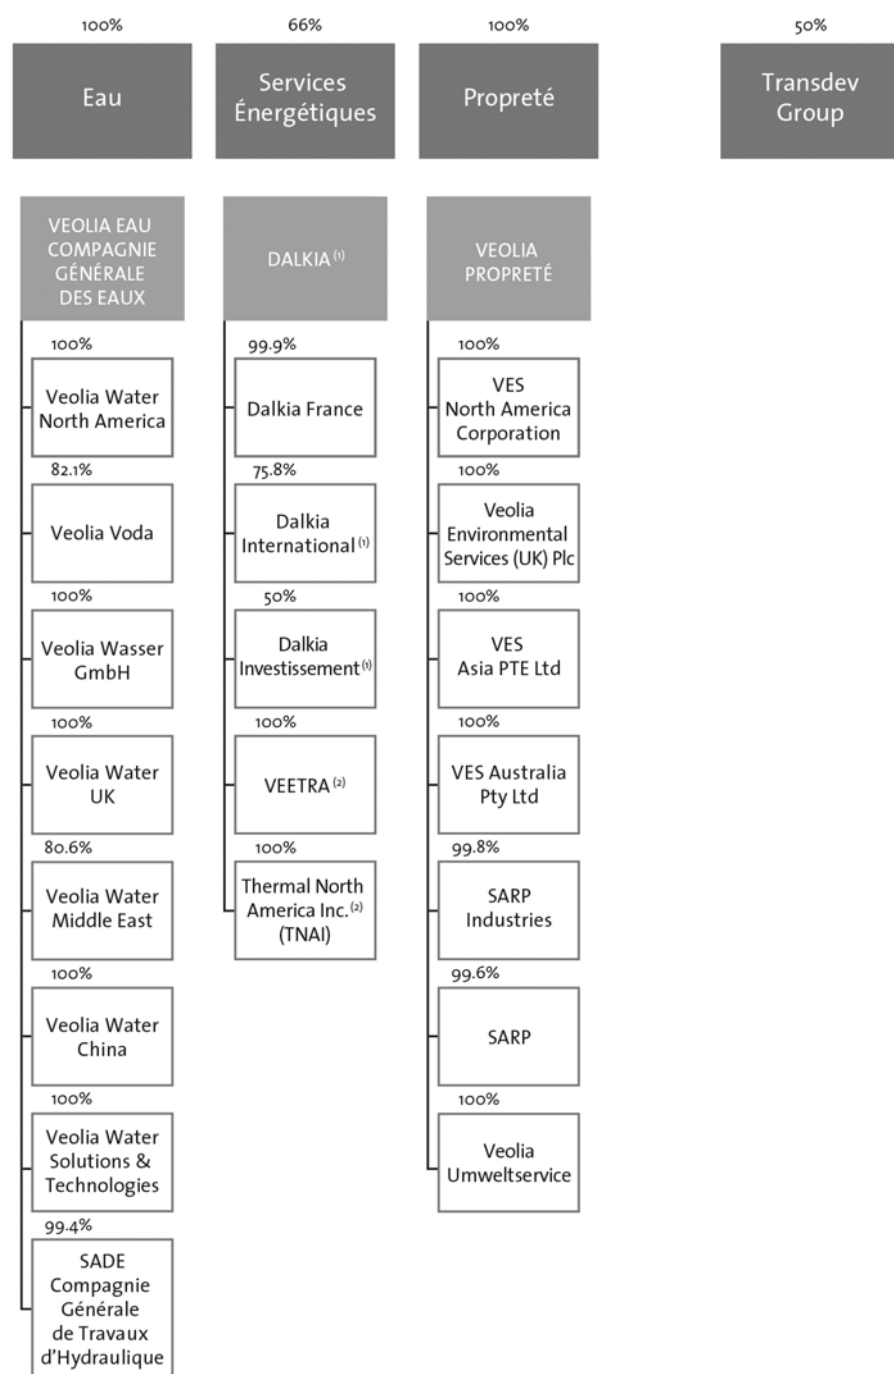 100%
Eau
VEOLIA EAU
COMPAGNIE
GÉNÉRALE
DES EAUX
100%
Veolia Water
North America
82.1%
Veolia Voda
100%
Veolia Wasser
GmbH
100%
Veolia Water
UK
80.6%
Veolia Water
Middle East
100%
Veolia Water
China
100%
Veolia Water
Solutions &
Technologies
99.4%
SADE
Compagnie
Générale
de Travaux
d'Hydraulique
66%
Services
Énergétiques
DALKIA (1)
99.9%
Dalkia France
75.8%
Dalkia
International (1)
50%
Dalkia
Investissement (1)
100%
VEETRA (2)
100%
Thermal North
America Inc. (2)
(TNAI)
100%
Propreté
VEOLIA
PROPRETÉ
100%
VES
North America
Corporation
100%
Veolia
Environmental
Services (UK) Plc
100%
VES
Asia PTE Ltd
100%
VES Australia
Pty Ltd
99.8%
SARP
Industries
99.6%
SARP
100%
Veolia
Umweltservice
50%
Transdev
Group